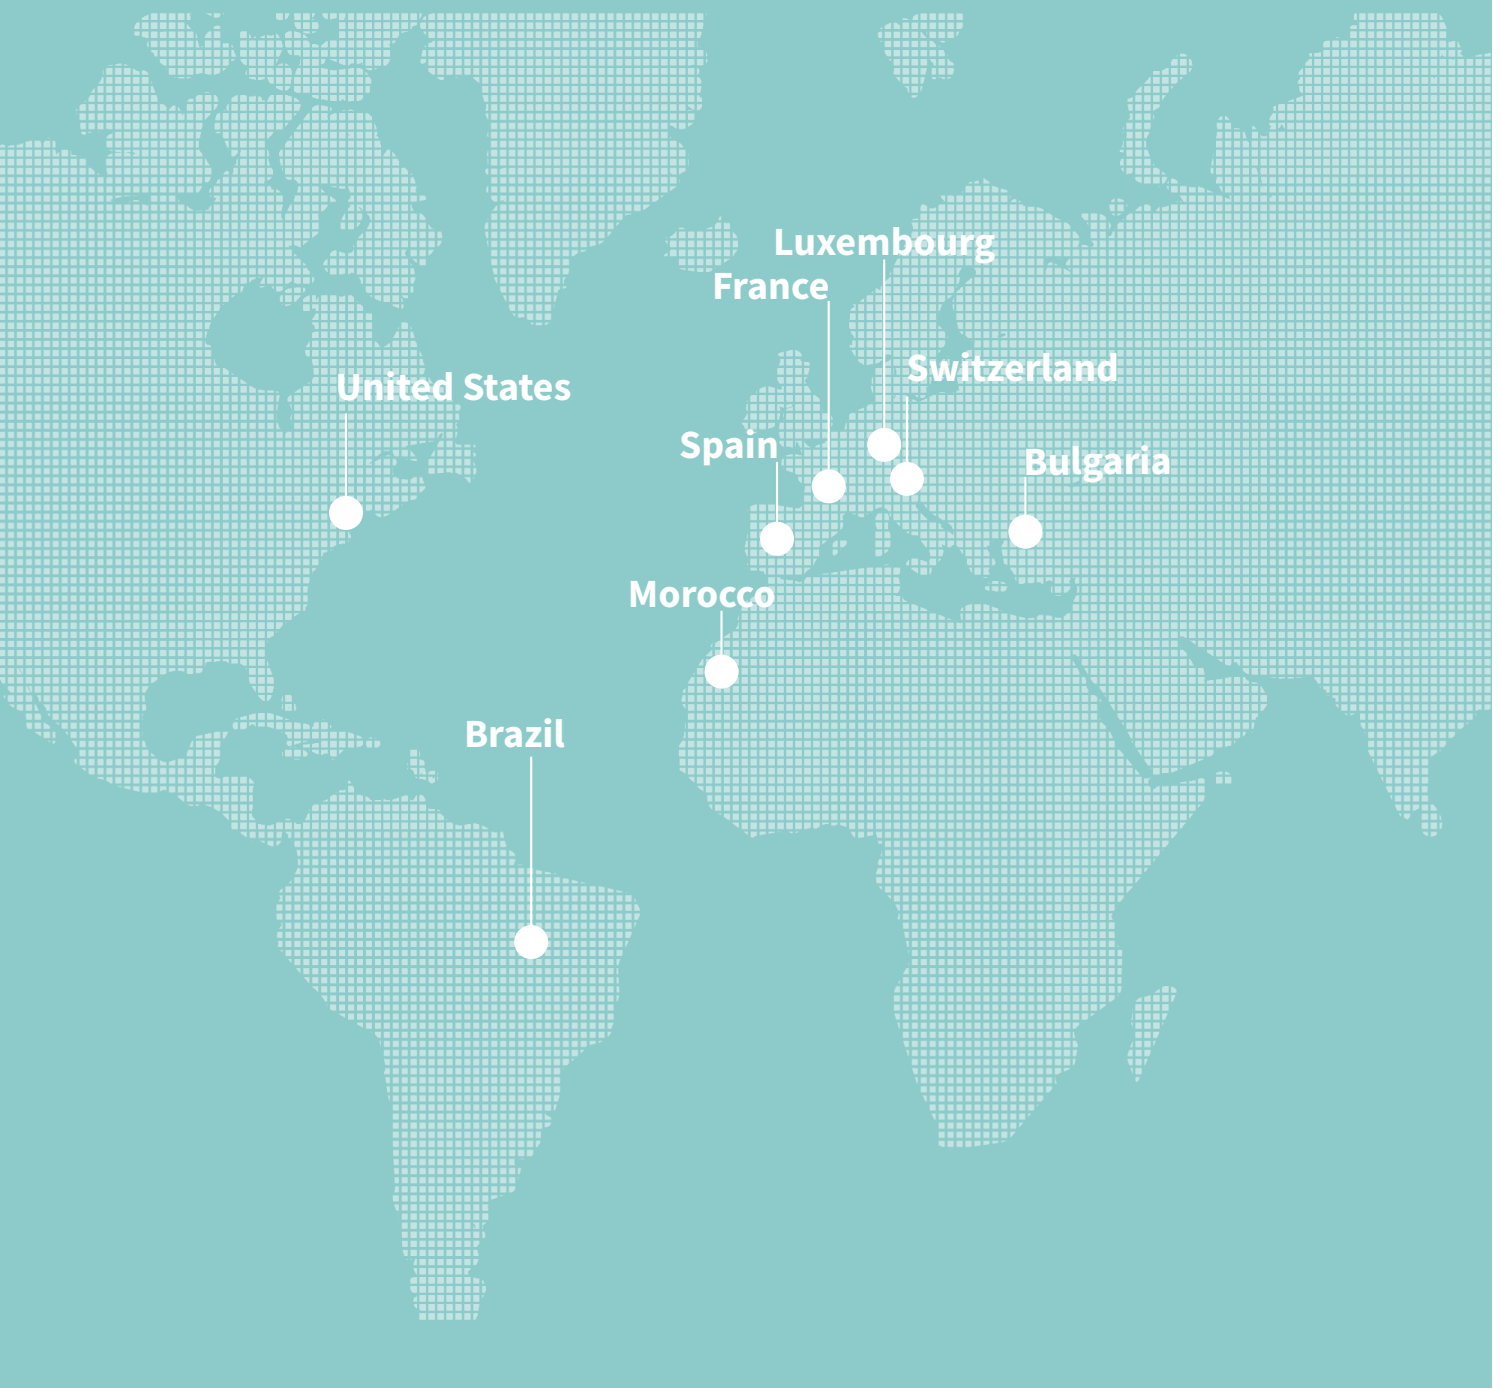 Luxembourg
France
Switzerland
United States
Spain
Bulgaria
Morocco
Brazil